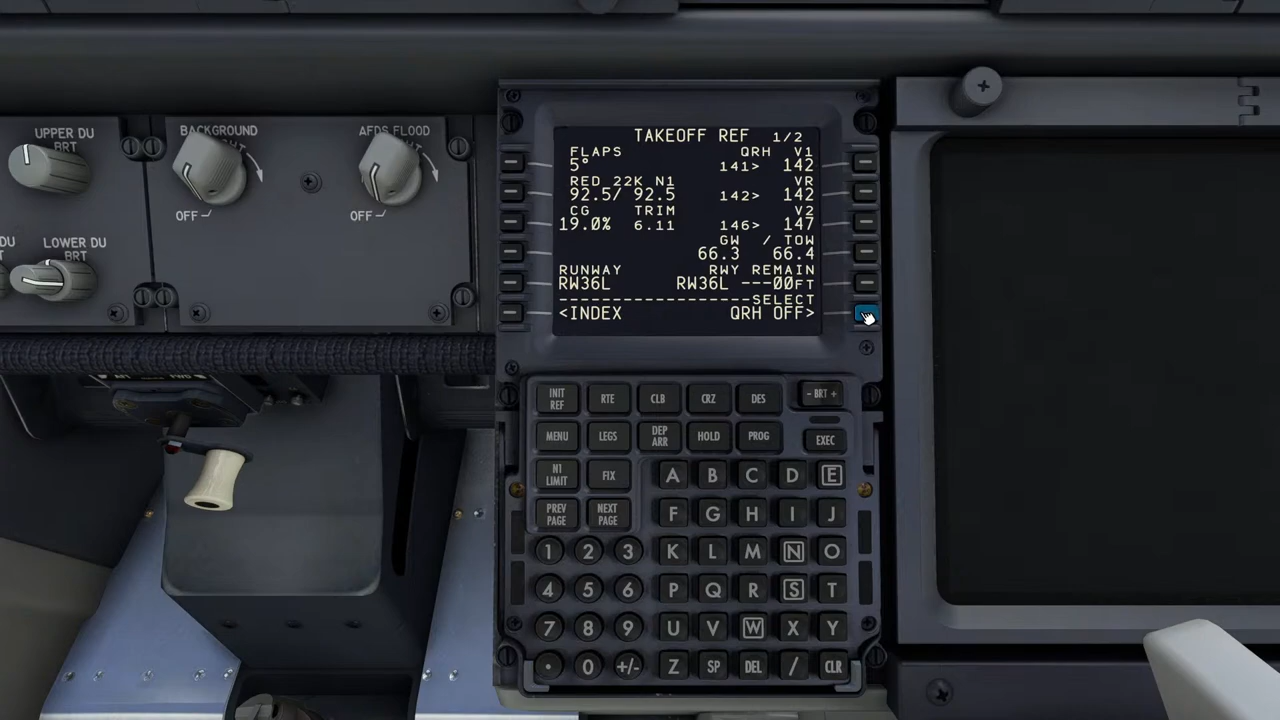 UPPER DU
BRT
BACKGROUND
OFF
AFDS FLOOD
OFF
DU
LOWER DU
BRT
TAKEOFF REF 1/2
FLAPS QRH V1
5° 141> 142
RED 22K N1 VR
92.5/ 92.5 142> 142
CG TRIM V2
19.0% 6.11 146> 147
GW / TOW
66.3 66.4
RUNWAY RWY REMAIN
RW36L RW36L ---00FT
------------------SELECT
<INDEX QRH OFF>
INIT REF RTE CLB CRZ DES - BRT +
MENU LEGS DEP ARR HOLD PROG EXEC
N1 LIMIT FIX A B C D E
PREV PAGE NEXT PAGE F G H I J
1 2 3 K L M N O
4 5 6 P Q R S T
7 8 9 U V W X Y
. 0 +/- Z SP DEL / CLR